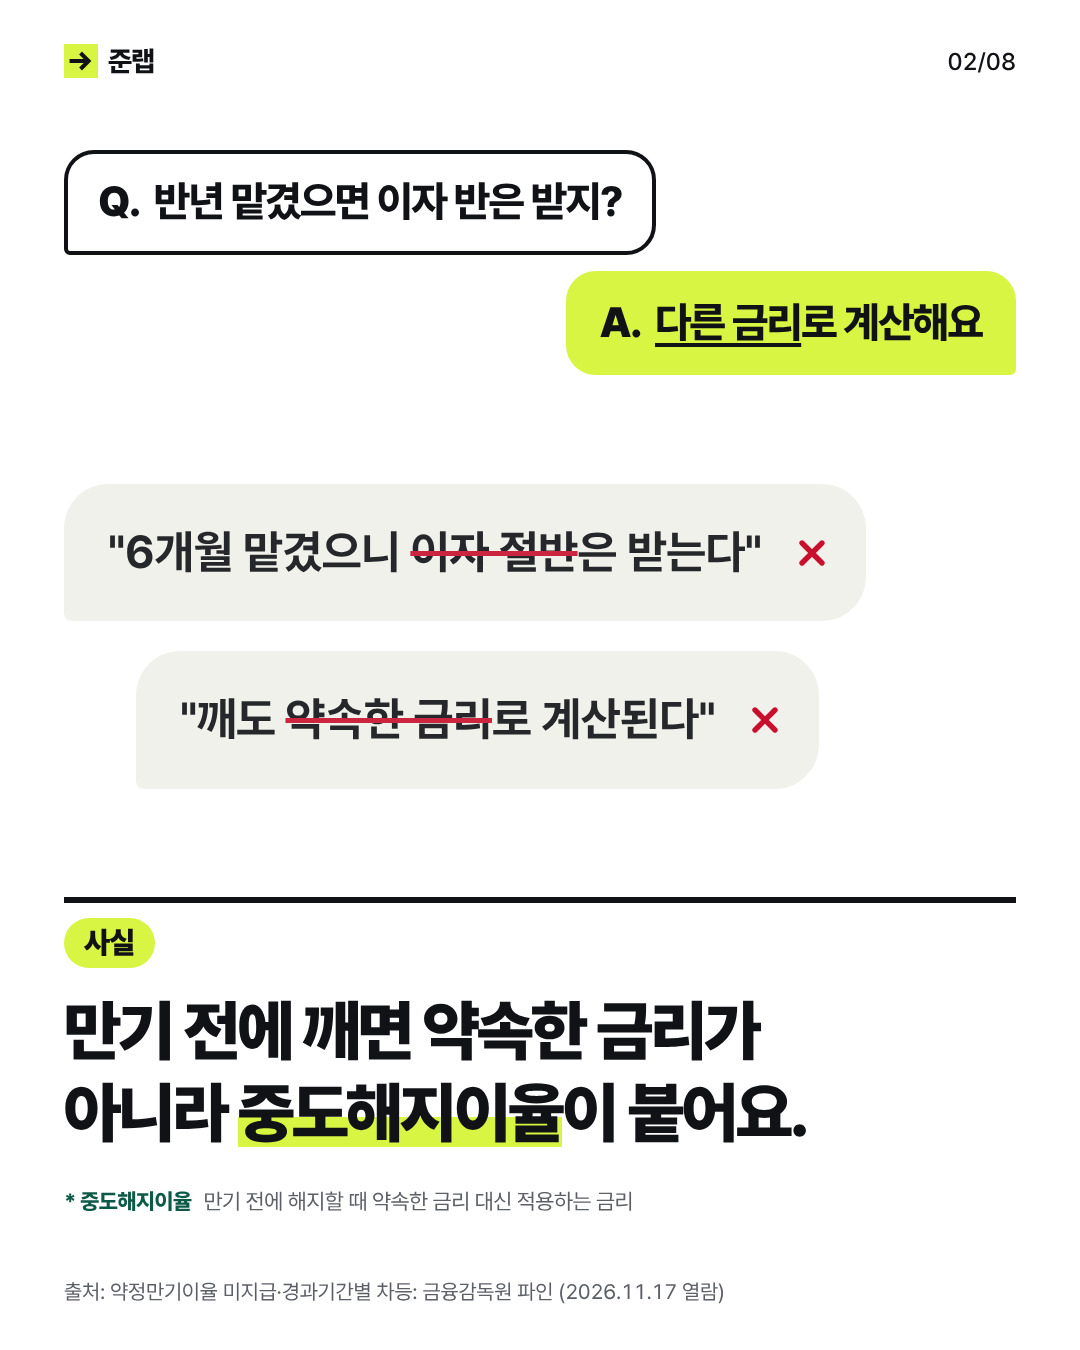 준랩
02/08
Q. 반년 맡겼으면 이자 반은 받지?
A. 다른 금리로 계산해요
"6개월 맡겼으니 이자 절반은 받는다"
"깨도 약속한 금리로 계산된다"
사실
만기 전에 깨면 약속한 금리가
아니라 중도해지이율이 붙어요.
* 중도해지이율 만기 전에 해지할 때 약속한 금리 대신 적용하는 금리
출처: 약정만기이율 미지급·경과기간별 차등: 금융감독원 파인 (2026.11.17 열람)